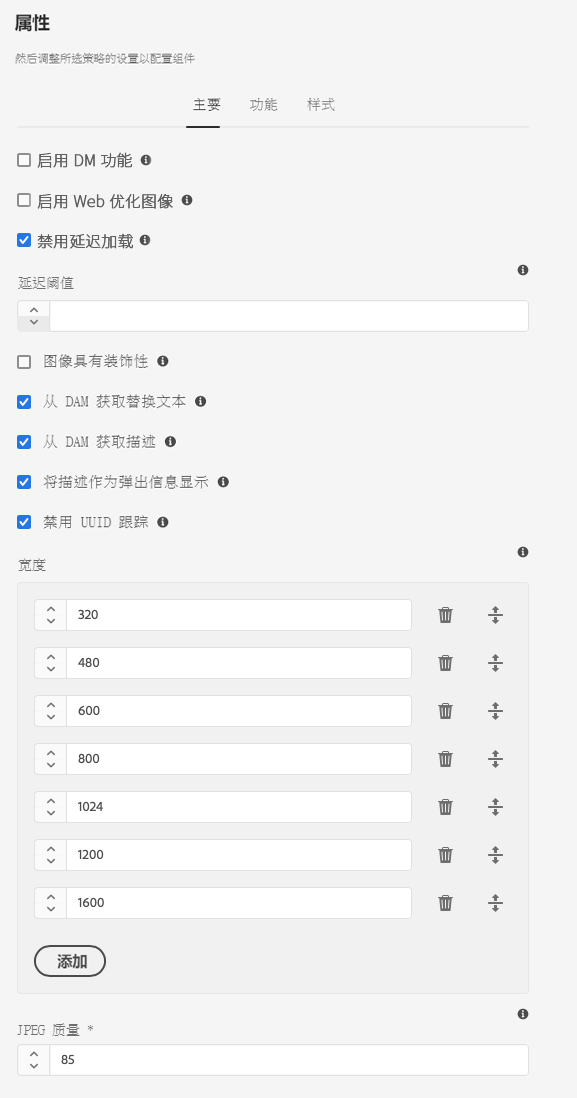 属性
然后调整所选策略的设置以配置组件
主要 功能 样式
启用 DM 功能
启用 Web 优化图像
禁用延迟加载
延迟阈值
图像具有装饰性
从 DAM 获取替换文本
从 DAM 获取描述
将描述作为弹出信息显示
禁用 UUID 跟踪
宽度
320
480
600
800
1024
1200
1600
添加
JPEG 质量 *
85